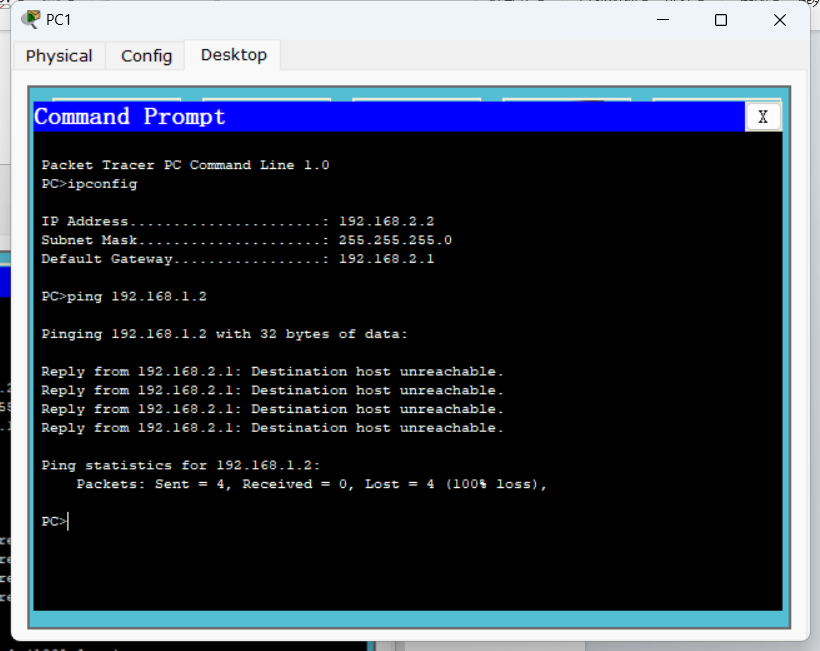 PC1
Physical Config Desktop
Command Prompt X
Packet Tracer PC Command Line 1.0
PC>ipconfig
IP Address......................: 192.168.2.2
Subnet Mask.....................: 255.255.255.0
Default Gateway.................: 192.168.2.1
PC>ping 192.168.1.2
Pinging 192.168.1.2 with 32 bytes of data:
Reply from 192.168.2.1: Destination host unreachable.
Reply from 192.168.2.1: Destination host unreachable.
Reply from 192.168.2.1: Destination host unreachable.
Reply from 192.168.2.1: Destination host unreachable.
Ping statistics for 192.168.1.2:
    Packets: Sent = 4, Received = 0, Lost = 4 (100% loss),
PC>